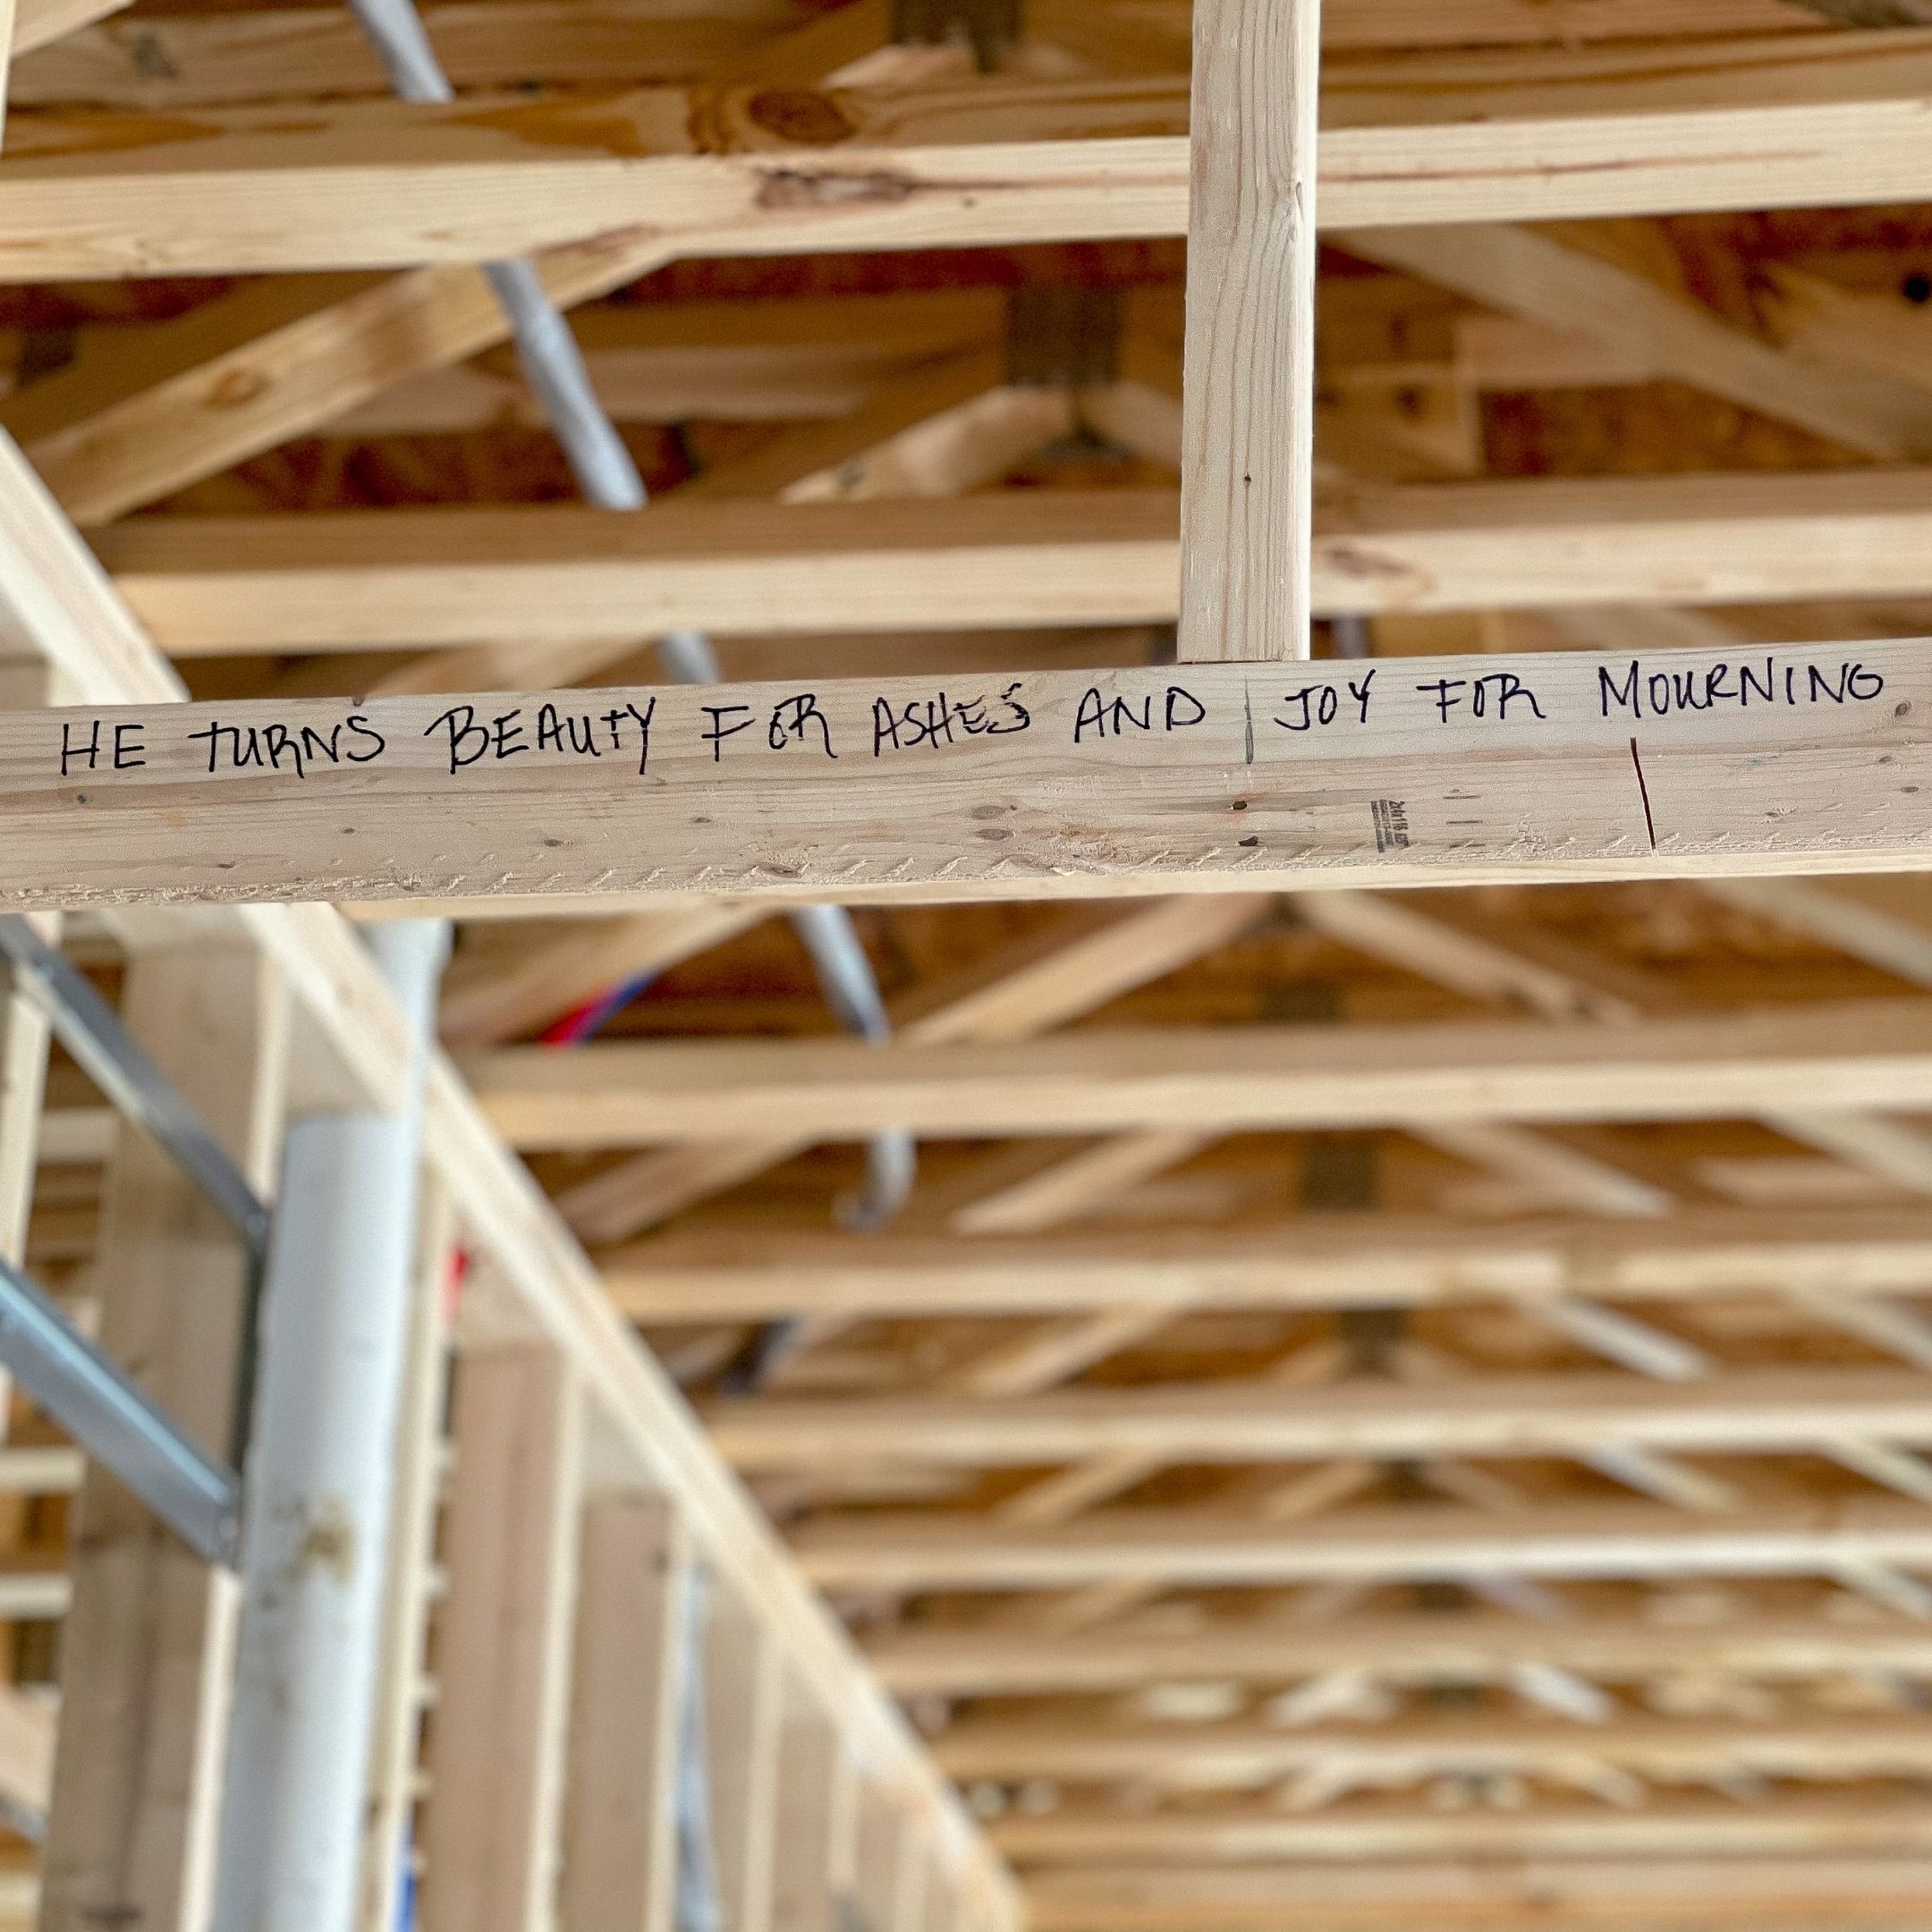 HE TURNS BEAUTY FOR ASHES AND JOY FOR MOURNING